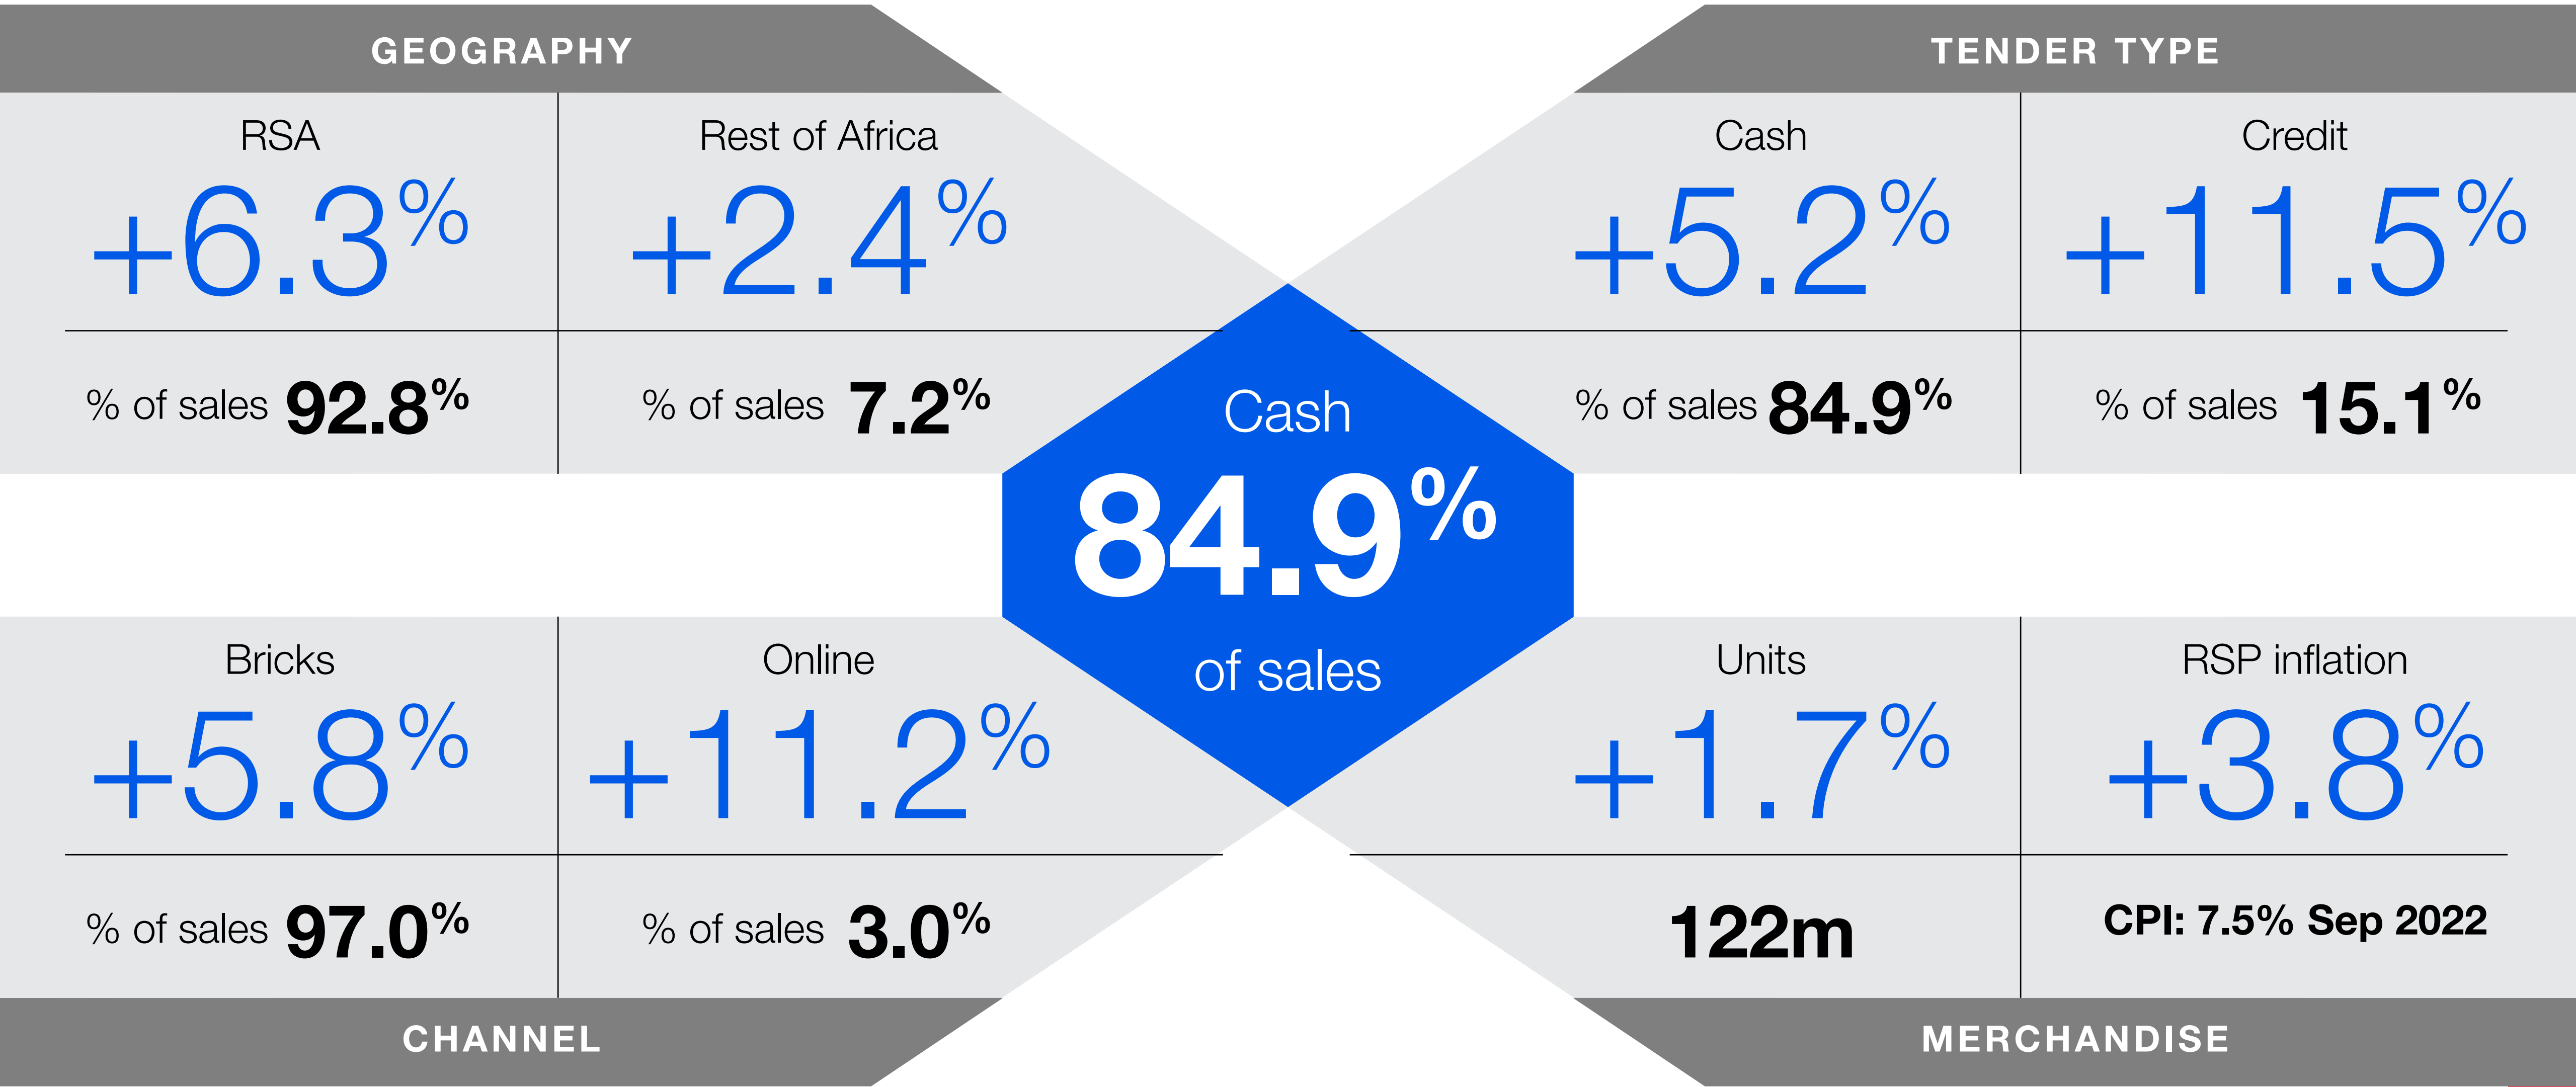 GEOGRAPHY
RSA
+6.3%
% of sales 92.8%
Rest of Africa
+2.4%
% of sales 7.2%
TENDER TYPE
Cash
+5.2%
% of sales 84.9%
Credit
+11.5%
% of sales 15.1%
Cash
84.9%
of sales
Bricks
+5.8%
% of sales 97.0%
Online
+11.2%
% of sales 3.0%
CHANNEL
Units
+1.7%
122m
RSP inflation
+3.8%
CPI: 7.5% Sep 2022
MERCHANDISE